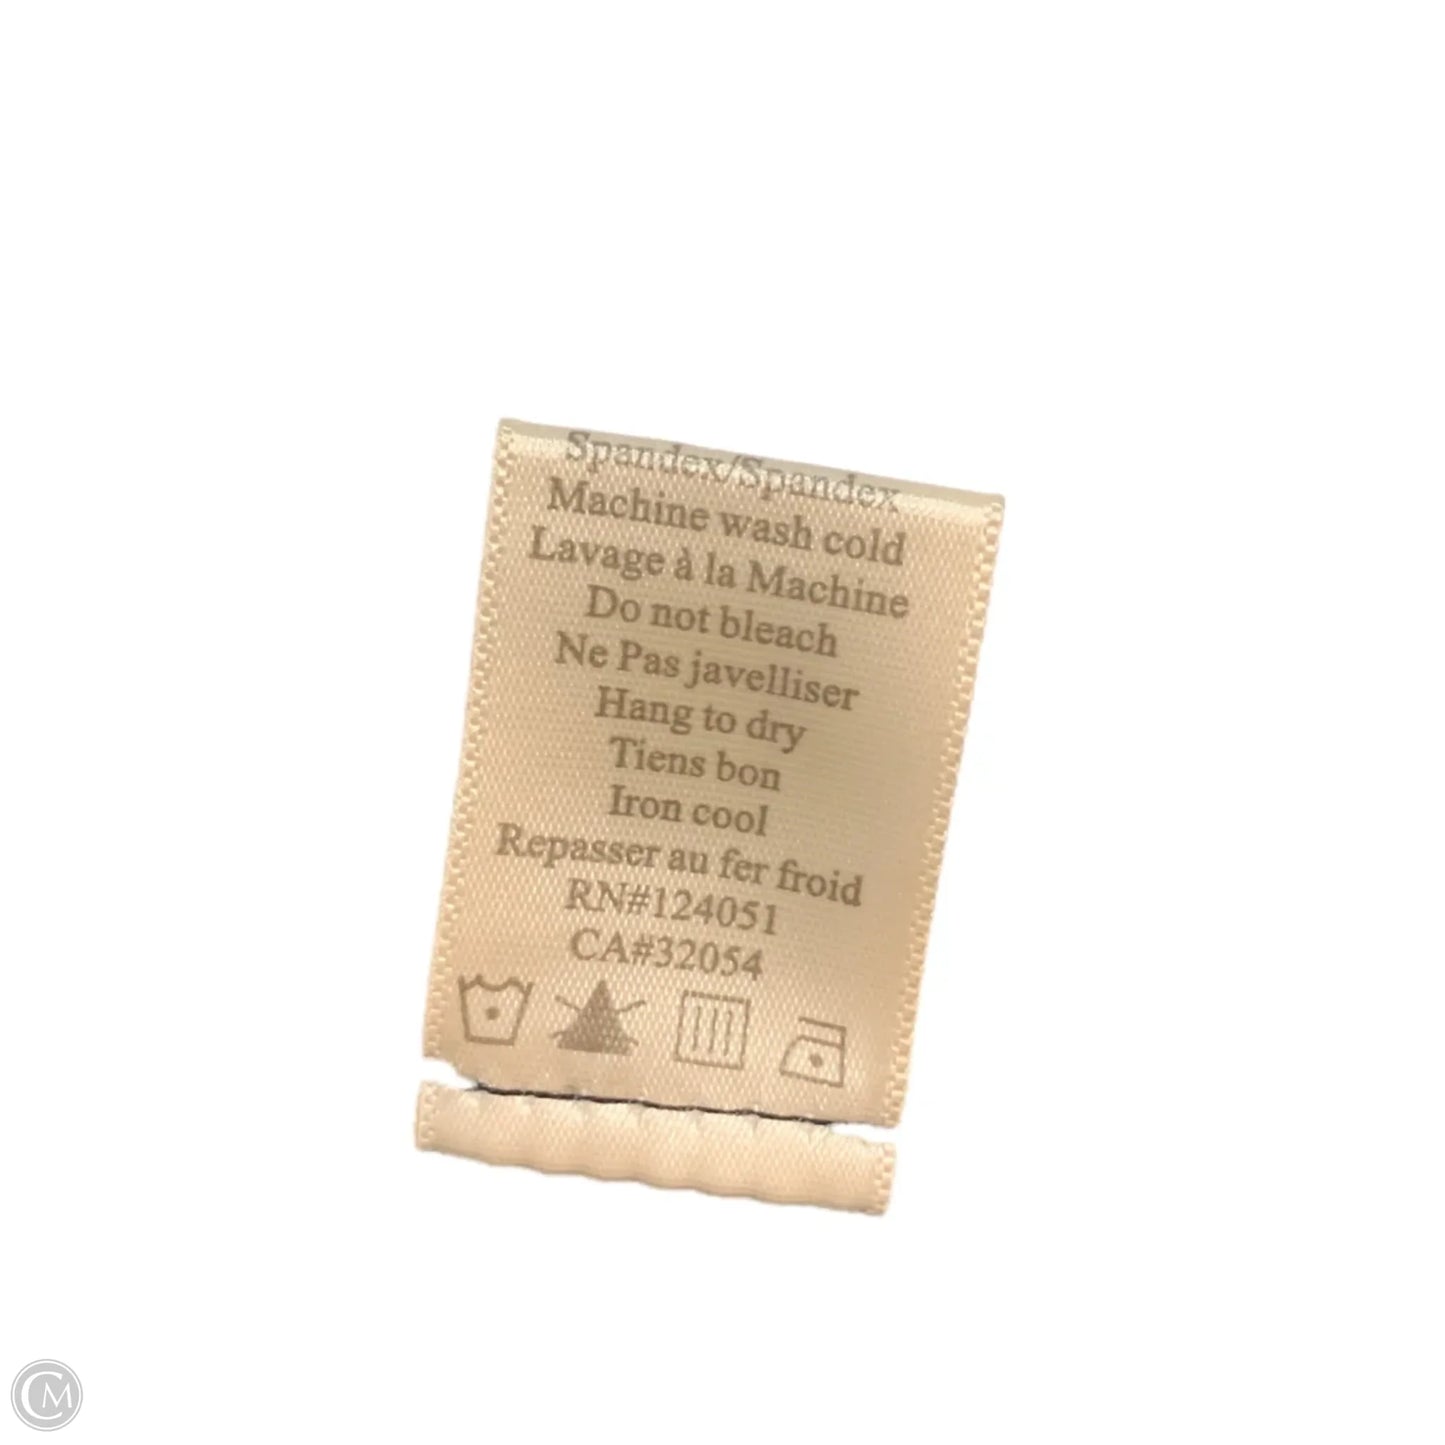 Spandex/Spandex
Machine wash cold
Lavage à la Machine
Do not bleach
Ne Pas javelliser
Hang to dry
Tiens bon
Iron cool
Repasser au fer froid
RN#124051
CA#32054
CM